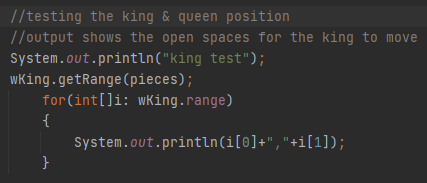 //testing the king & queen position
//output shows the open spaces for the king to move
System.out.println("king test");
wKing.getRange(pieces);
for(int[]i: wKing.range)
{
System.out.println(i[0]+","+i[1]);
}